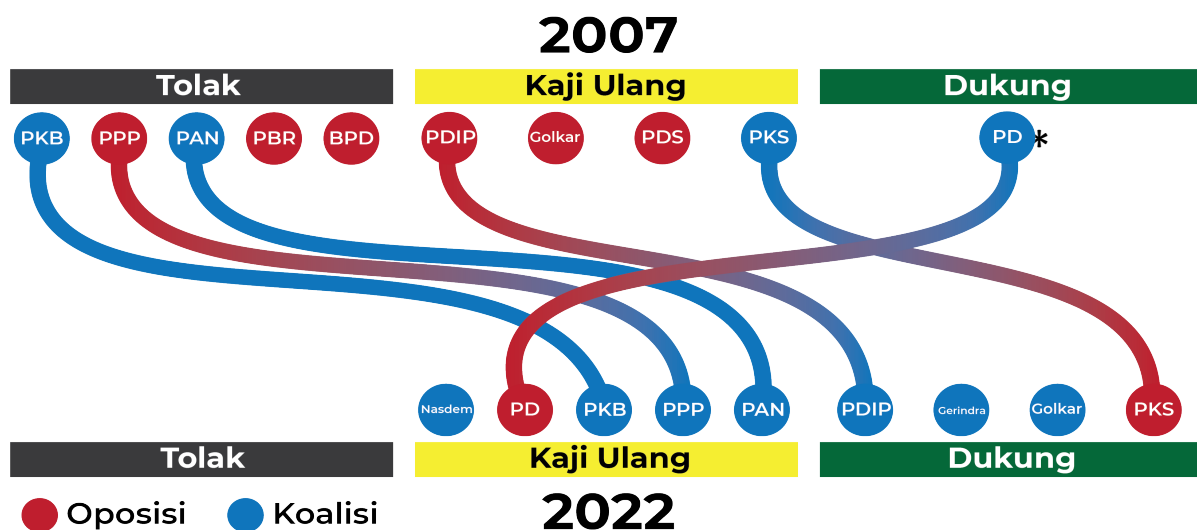 2007
Tolak Kaji Ulang Dukung
PKB PPP PAN PBR BPD PDIP Golkar PDS PKS PD*
Nasdem PD PKB PPP PAN PDIP Gerindra Golkar PKS
Tolak Kaji Ulang Dukung
Oposisi Koalisi 2022